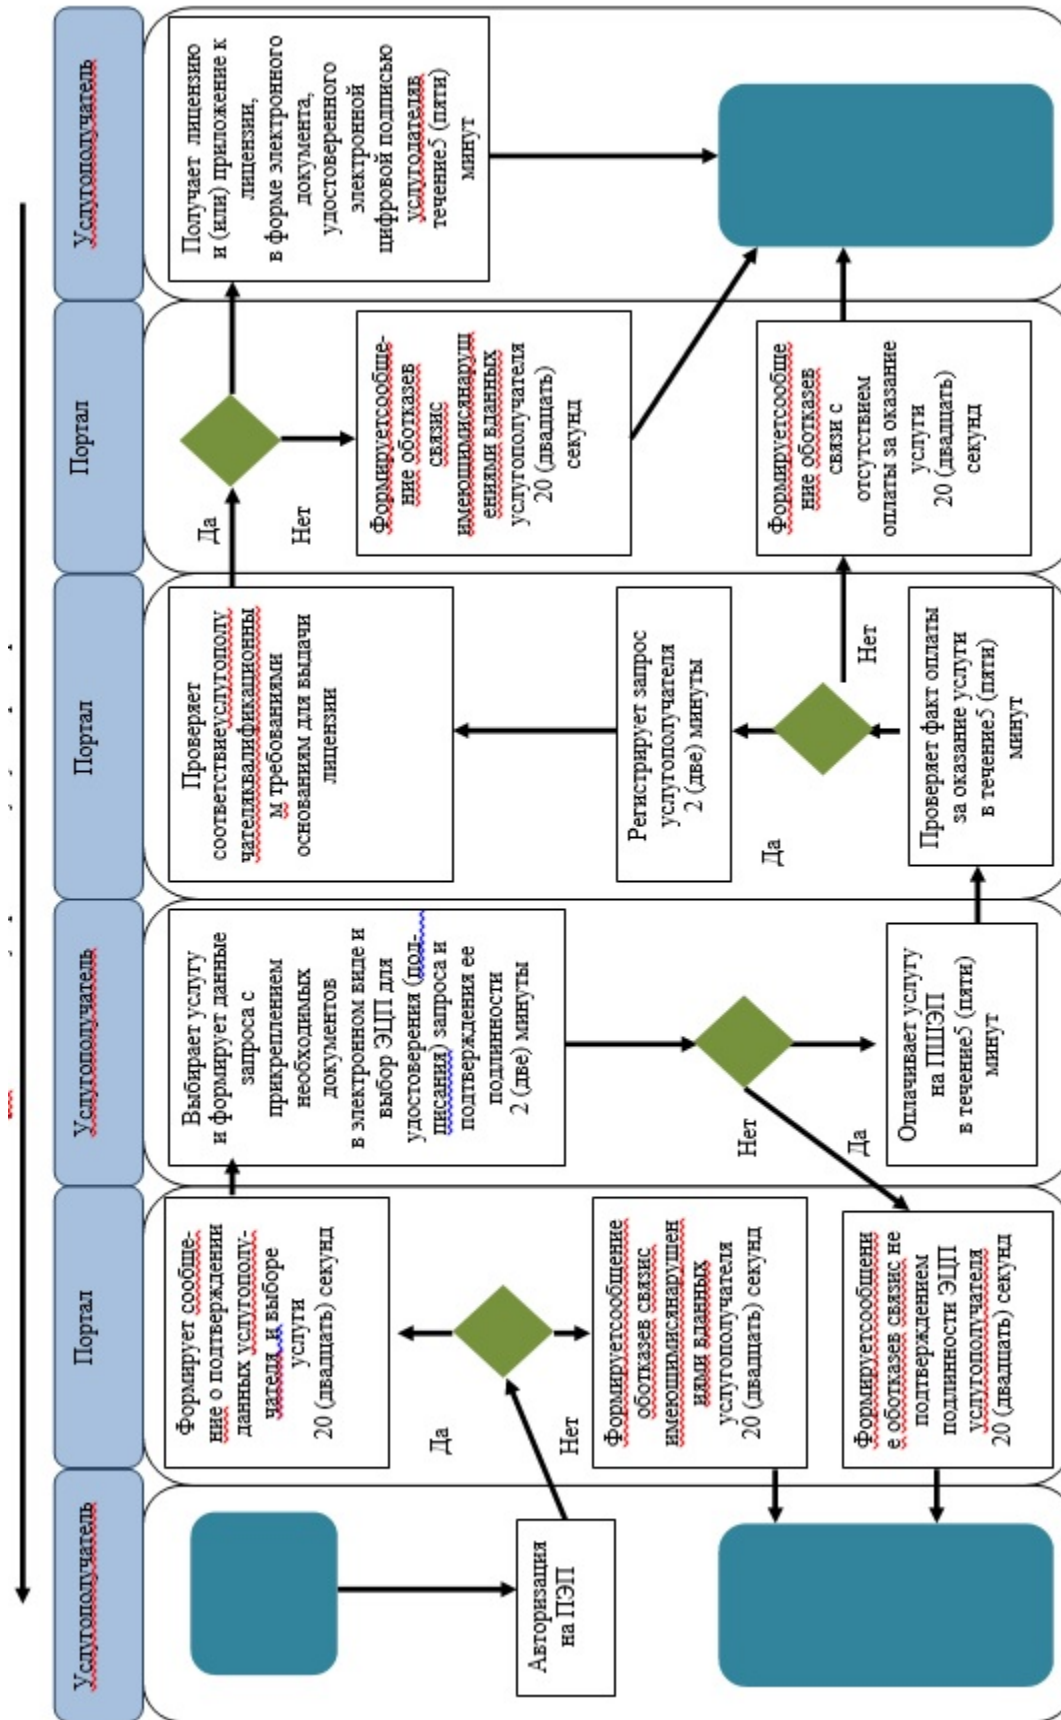 Услугополучатель
Портал
Услугополучатель
Портал
Портал
Услугополучатель
Авторизация
на ПЭП
Формирует сообще-
ние о подтверждении
данных услугополу-
чателя и выборе
услуги
20 (двадцать) секунд
Да
Нет
Формируетсообщение
оботказев связис
имеющимисянарушен
иями вданных
услугополучателя
20 (двадцать) секунд
Формируетсообщени
е оботказев связис не
подтверждением
подлинности ЭЦП
услугополучателя
20 (двадцать) секунд
Выбирает услугу
и формирует данные
запроса с
прикреплением
необходимых
документов
в электронном виде и
выбор ЭЦП для
удостоверения (под-
писания) запроса и
подтверждения ее
подлинности
2 (две) минуты
Нет
Да
Оплачивает услугу
на ПШЭП
в течение5 (пяти)
минут
Проверяет
соответствиеуслугополу
чателяквалификационны
м требованиями
основаниям для выдачи
лицензии
Регистрирует запрос
услугополучателя
2 (две) минуты
Да
Нет
Проверяет факт оплаты
за оказание услуги
в течение5 (пяти)
минут
Да
Нет
Формируетсообще-
ние оботказев
связис
имеющимисянаруш
ениями вданных
услугополучателя
20 (двадцать)
секунд
Формируетсообще
ние оботказев
связи с
отсутствием
оплаты за оказание
услуги
20 (двадцать)
секунд
Получает лицензию
и (или) приложение к
лицензии,
в форме электронного
документа,
удостоверенного
электронной
цифровой подписью
услугодателяв
течение5 (пяти)
минут